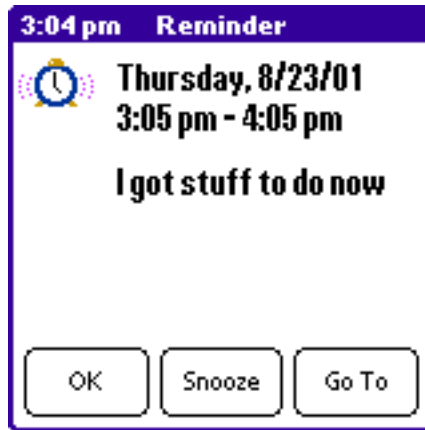 3:04 pm Reminder
Thursday, 8/23/01
3:05 pm - 4:05 pm
I got stuff to do now
OK Snooze Go To